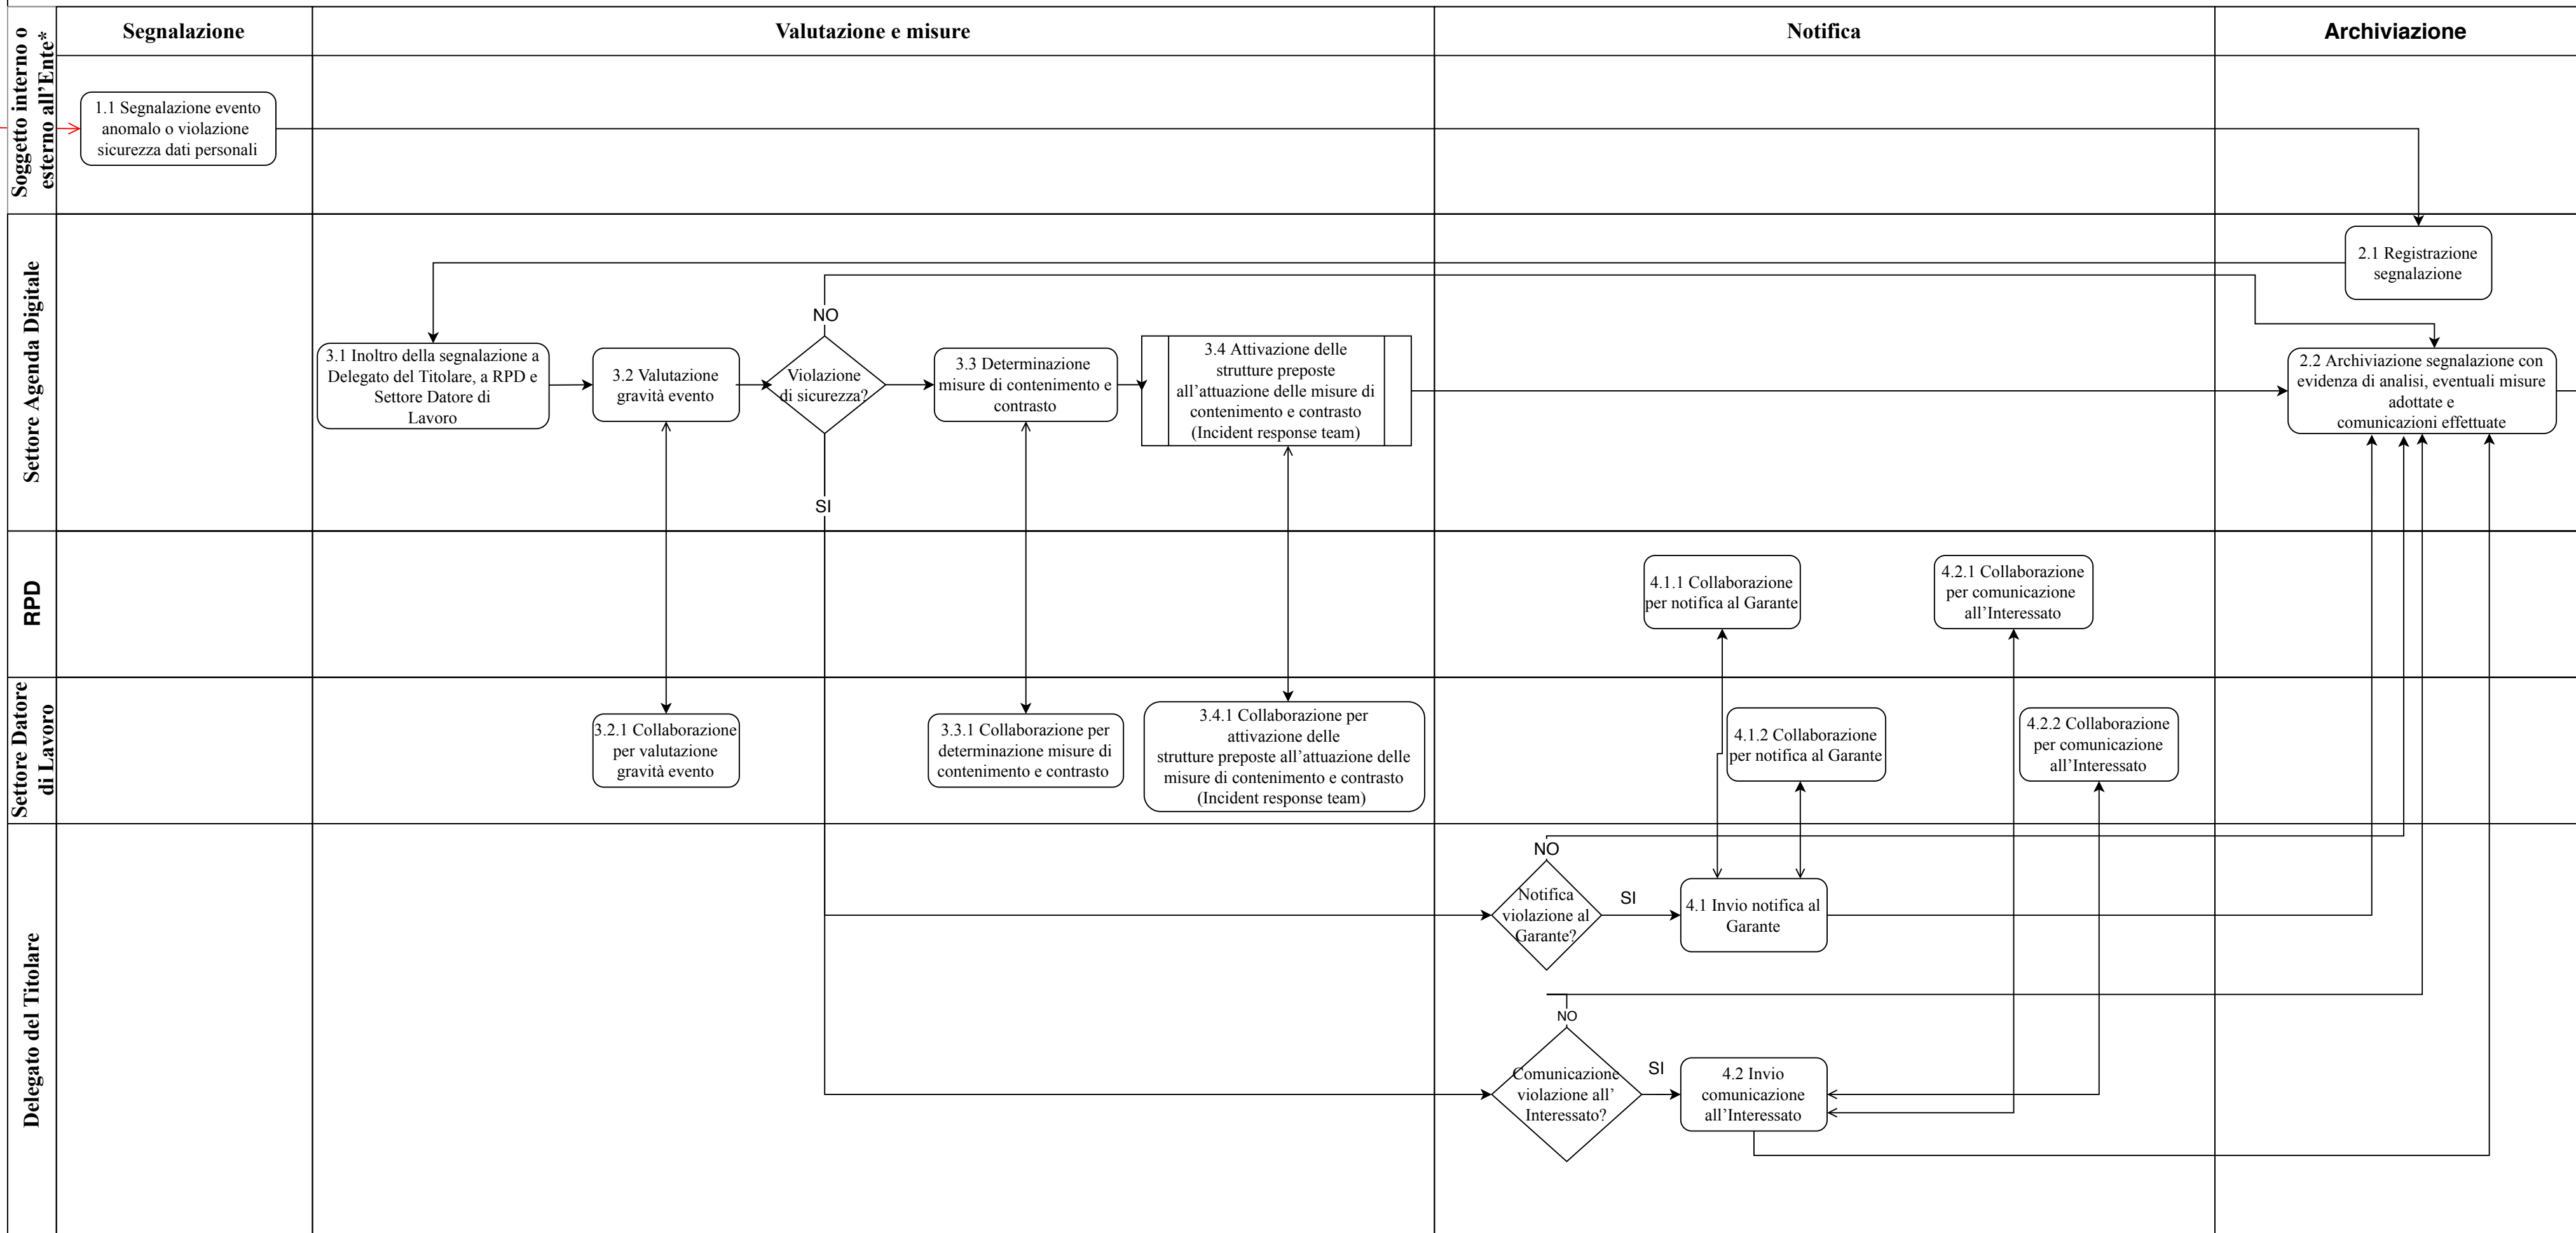 Segnalazione
Valutazione e misure
Notifica
Archiviazione
Soggetto interno o
esterno all'Ente*
1.1 Segnalazione evento
anomalo o violazione
sicurezza dati personali
Settore Agenda Digitale
2.1 Registrazione
segnalazione
NO
3.1 Inoltro della segnalazione a
Delegato del Titolare, a RPD e
Settore Datore di
Lavoro
3.2 Valutazione
gravità evento
Violazione
di sicurezza?
3.3 Determinazione
misure di contenimento e
contrasto
3.4 Attivazione delle
strutture preposte
all'attuazione delle misure di
contenimento e contrasto
(Incident response team)
2.2 Archiviazione segnalazione con
evidenza di analisi, eventuali misure
adottate e
comunicazioni effettuate
SI
RPD
4.1.1 Collaborazione
per notifica al Garante
4.2.1 Collaborazione
per comunicazione
all'Interessato
Settore Datore
di Lavoro
3.2.1 Collaborazione
per valutazione
gravità evento
3.3.1 Collaborazione per
determinazione misure di
contenimento e contrasto
3.4.1 Collaborazione per
attivazione delle
strutture preposte all'attuazione delle
misure di contenimento e contrasto
(Incident response team)
4.1.2 Collaborazione
per notifica al Garante
4.2.2 Collaborazione
per comunicazione
all'Interessato
Delegato del Titolare
NO
Notifica
violazione al
Garante?
SI
4.1 Invio notifica al
Garante
NO
Comunicazione
violazione all'
Interessato?
SI
4.2 Invio
comunicazione
all'Interessato